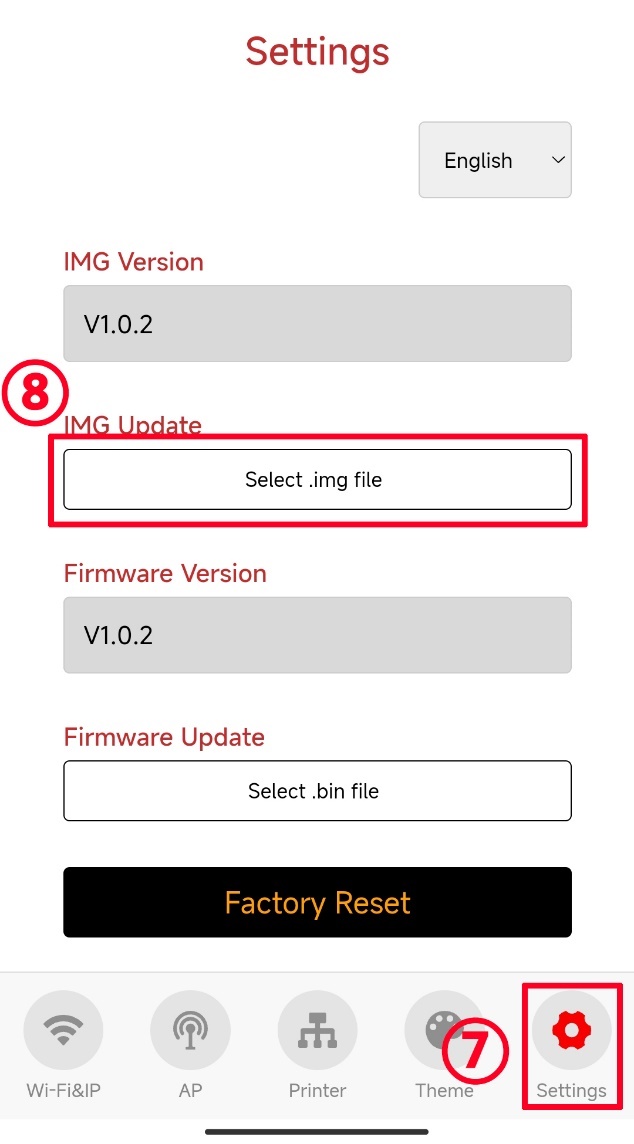 Settings
English
IMG Version
V1.0.2
8
IMG Update
Select .img file
Firmware Version
V1.0.2
Firmware Update
Select .bin file
Factory Reset
7
Wi-Fi&IP AP Printer Theme Settings